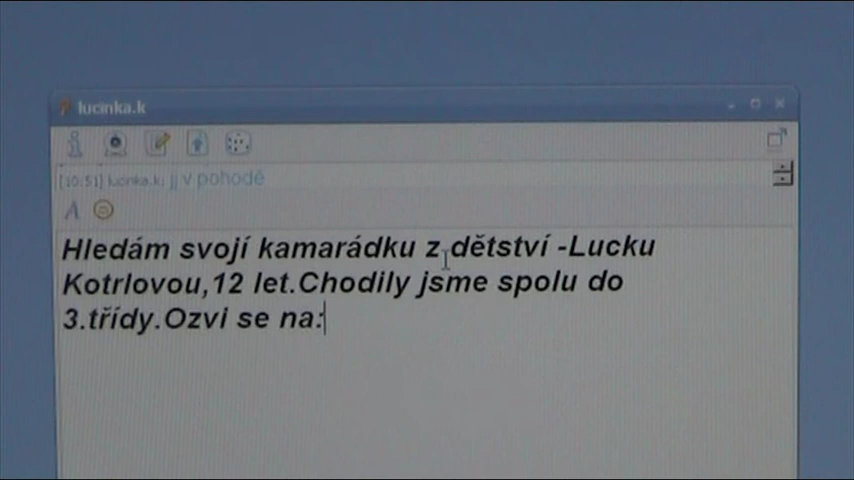 lucinka.k
[10:51] lucinka.k: jj v pohodě
A
Hledám svojí kamarádku z dětství -Lucku
Kotrlovou,12 let.Chodily jsme spolu do
3.třídy.Ozvi se na: